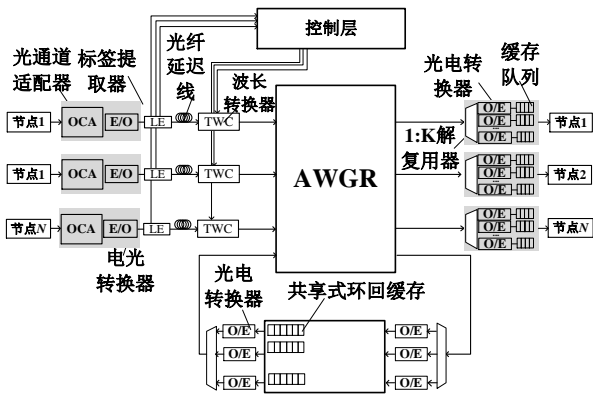 控制层
光通道
适配器
标签提
取器
光纤
延迟
线
波长
转换器
光电转
换器
缓存
队列
节点1
OCA
E/O
LE
TWC
AWGR
O/E
O/E
...
O/E
节点1
1:K解
复用器
节点1
OCA
E/O
LE
TWC
O/E
O/E
...
O/E
节点2
节点N
OCA
E/O
LE
TWC
O/E
O/E
...
O/E
节点N
电光
转换器
光电
转换器
共享式环回缓存
O/E
O/E
O/E
O/E
O/E
O/E